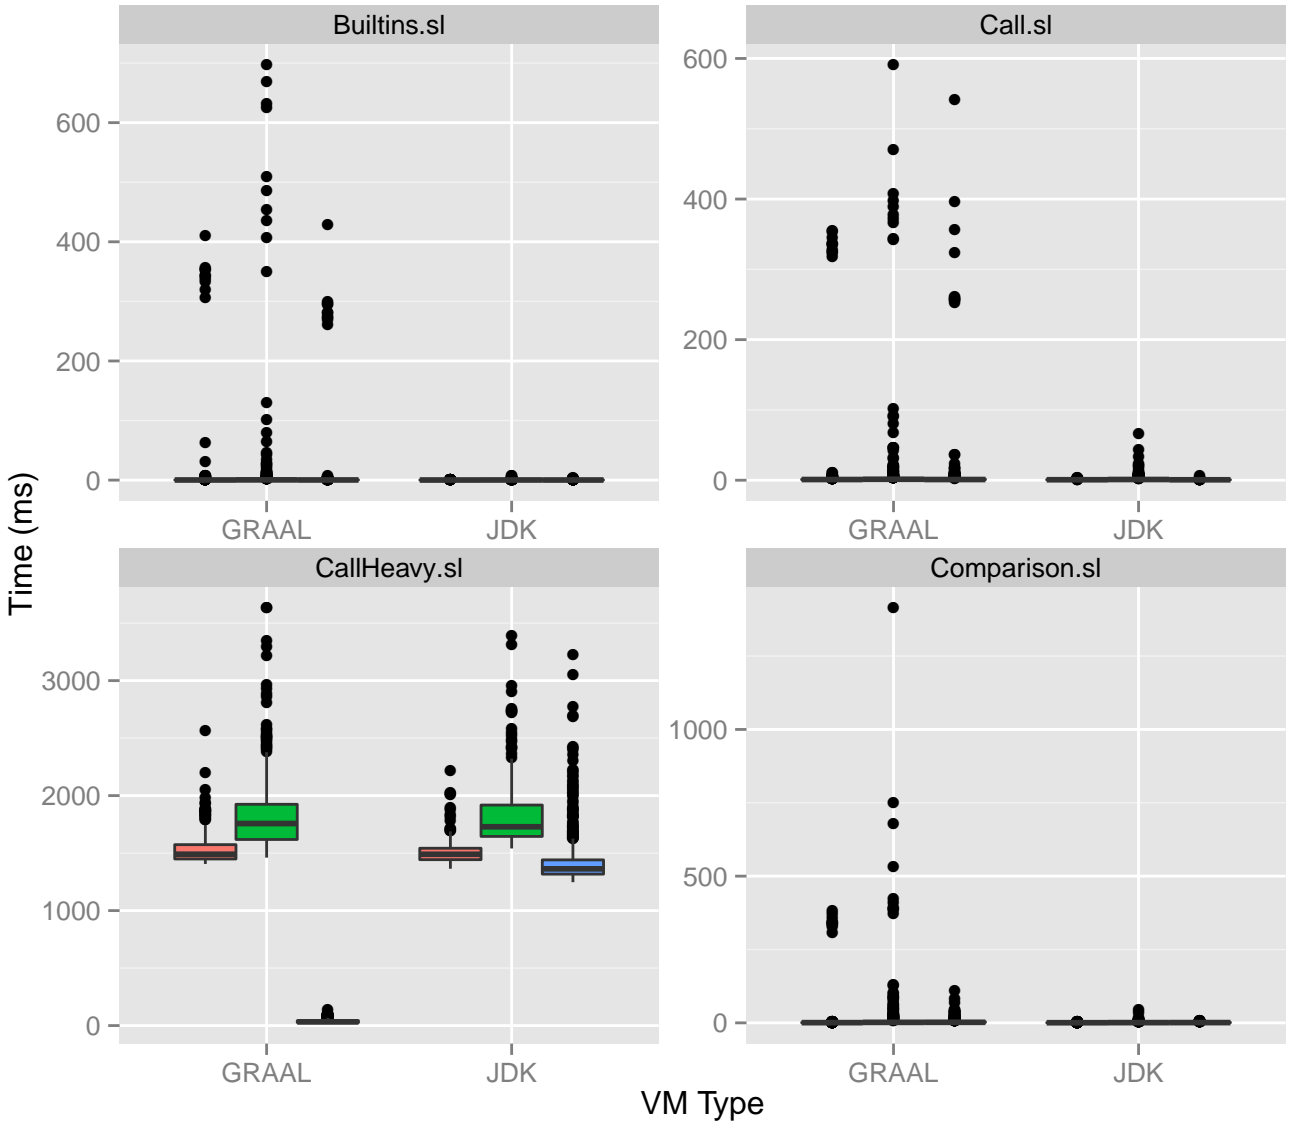 Builtins.sl
Call.sl
600
400
200
0
600
400
200
0
GRAAL
JDK
GRAAL
JDK
CallHeavy.sl
Comparison.sl
3000
2000
1000
0
1000
500
0
GRAAL
JDK
GRAAL
JDK
Time (ms)
VM Type